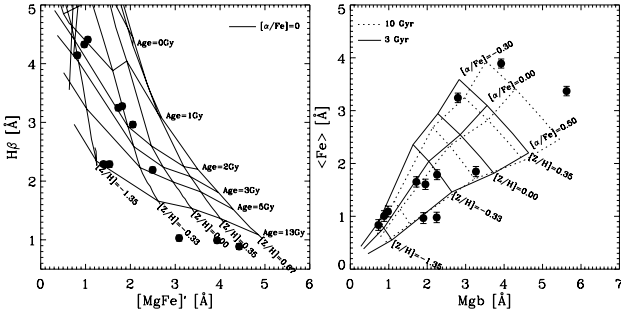 [α/Fe]=0
Age=0Gy
Age=1Gy
Age=2Gy
Age=3Gy
Age=5Gy
Age=13Gy
[Z/H]=-1.35
[Z/H]=-0.33
[Z/H]=0.00
[Z/H]=0.35
[Z/H]=0.67
Hβ [Å]
5
4
3
2
1
0 1 2 3 4 5 6
[MgFe]' [Å]
10 Gyr
3 Gyr
[α/Fe]=-0.30
[α/Fe]=0.00
[α/Fe]=0.50
[Z/H]=0.35
[Z/H]=0.00
[Z/H]=-0.33
[Z/H]=-1.35
<Fe> [Å]
5
4
3
2
1
0
0 1 2 3 4 5 6
Mgb [Å]